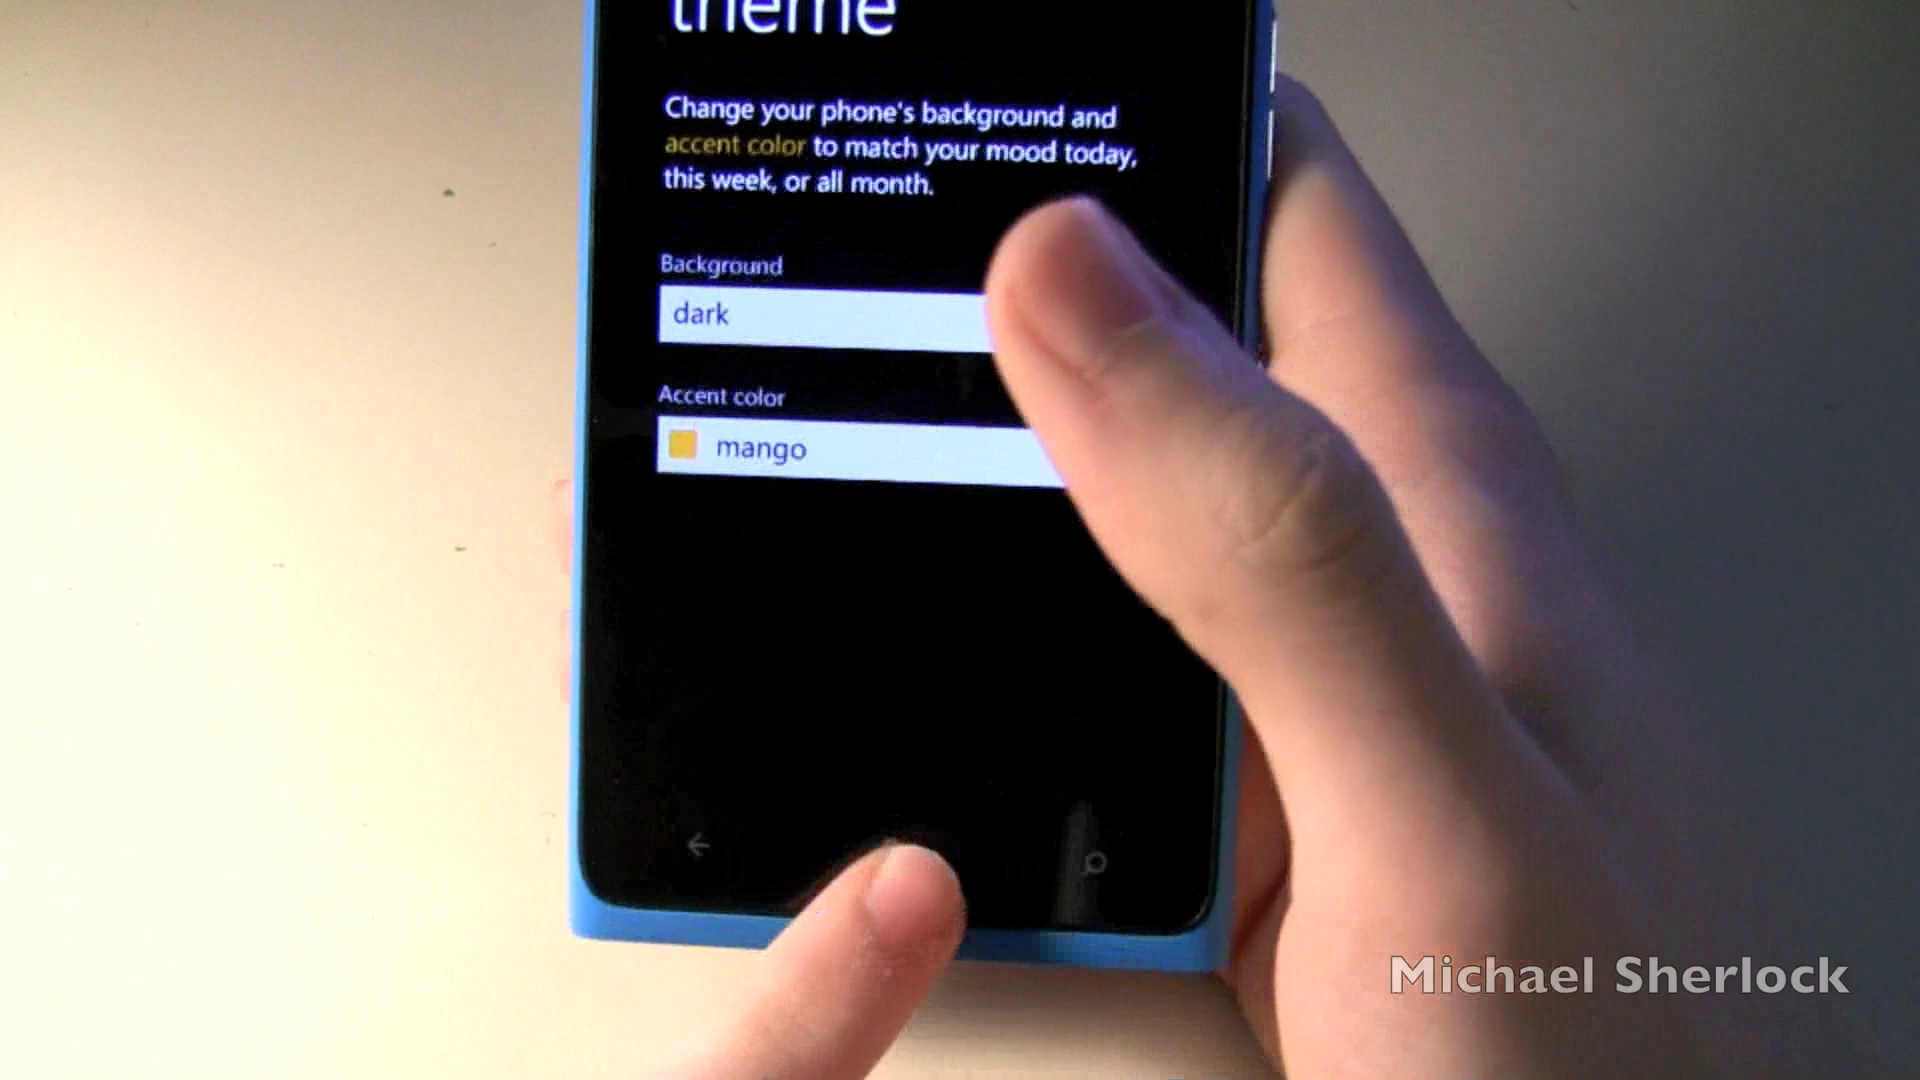 theme
Change your phone's background and
accent color to match your mood today,
this week, or all month.
Background
dark
Accent color
mango
Michael Sherlock